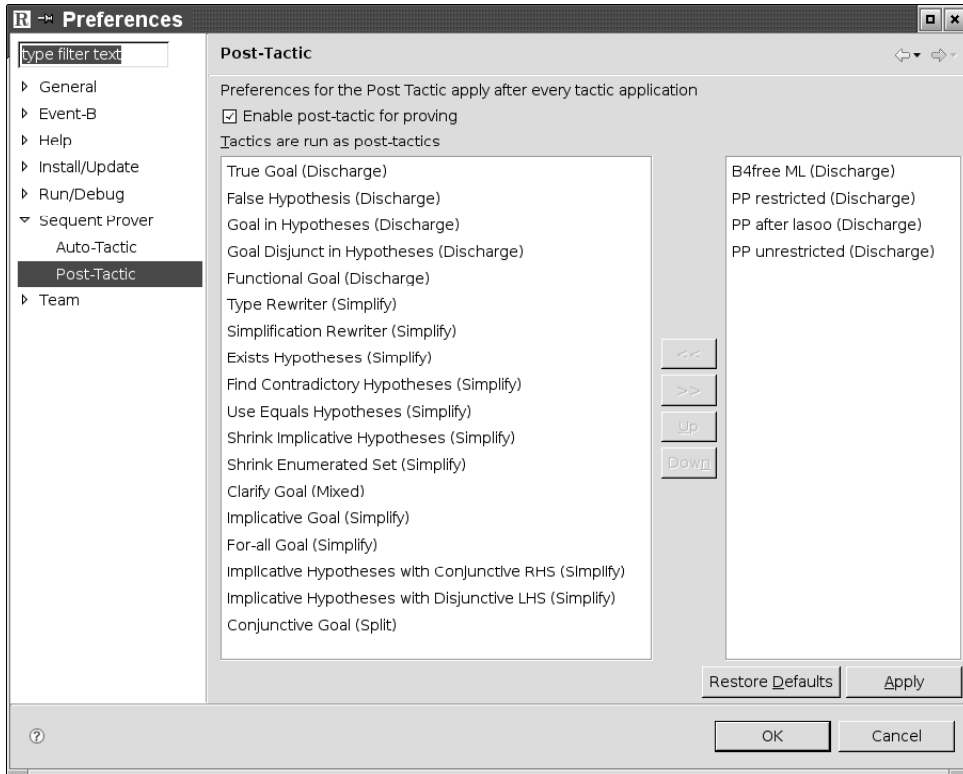 R Preferences
type filter text
General
Event-B
Help
Install/Update
Run/Debug
Sequent Prover
Auto-Tactic
Post-Tactic
Team
Post-Tactic
Preferences for the Post Tactic apply after every tactic application
Enable post-tactic for proving
Tactics are run as post-tactics
True Goal (Discharge)
False Hypothesis (Discharge)
Goal in Hypotheses (Discharge)
Goal Disjunct in Hypotheses (Discharge)
Functional Goal (Discharge)
Type Rewriter (Simplify)
Simplification Rewriter (Simplify)
Exists Hypotheses (Simplify)
Find Contradictory Hypotheses (Simplify)
Use Equals Hypotheses (Simplify)
Shrink Implicative Hypotheses (Simplify)
Shrink Enumerated Set (Simplify)
Clarify Goal (Mixed)
Implicative Goal (Simplify)
For-all Goal (Simplify)
Implicative Hypotheses with Conjunctive RHS (Simplify)
Implicative Hypotheses with Disjunctive LHS (Simplify)
Conjunctive Goal (Split)
<<
>>
Up
Down
B4free ML (Discharge)
PP restricted (Discharge)
PP after lasoo (Discharge)
PP unrestricted (Discharge)
Restore Defaults
Apply
?
OK
Cancel